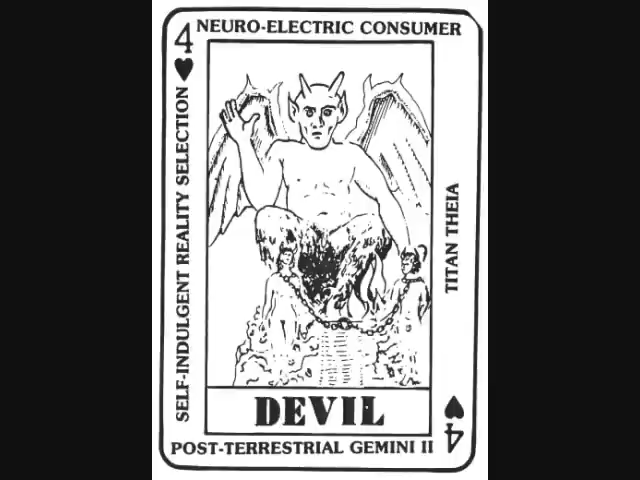 4
NEURO-ELECTRIC CONSUMER
SELF-INDULGENT REALITY SELECTION
TITAN THEIA
DEVIL
4
POST-TERRESTRIAL GEMINI II